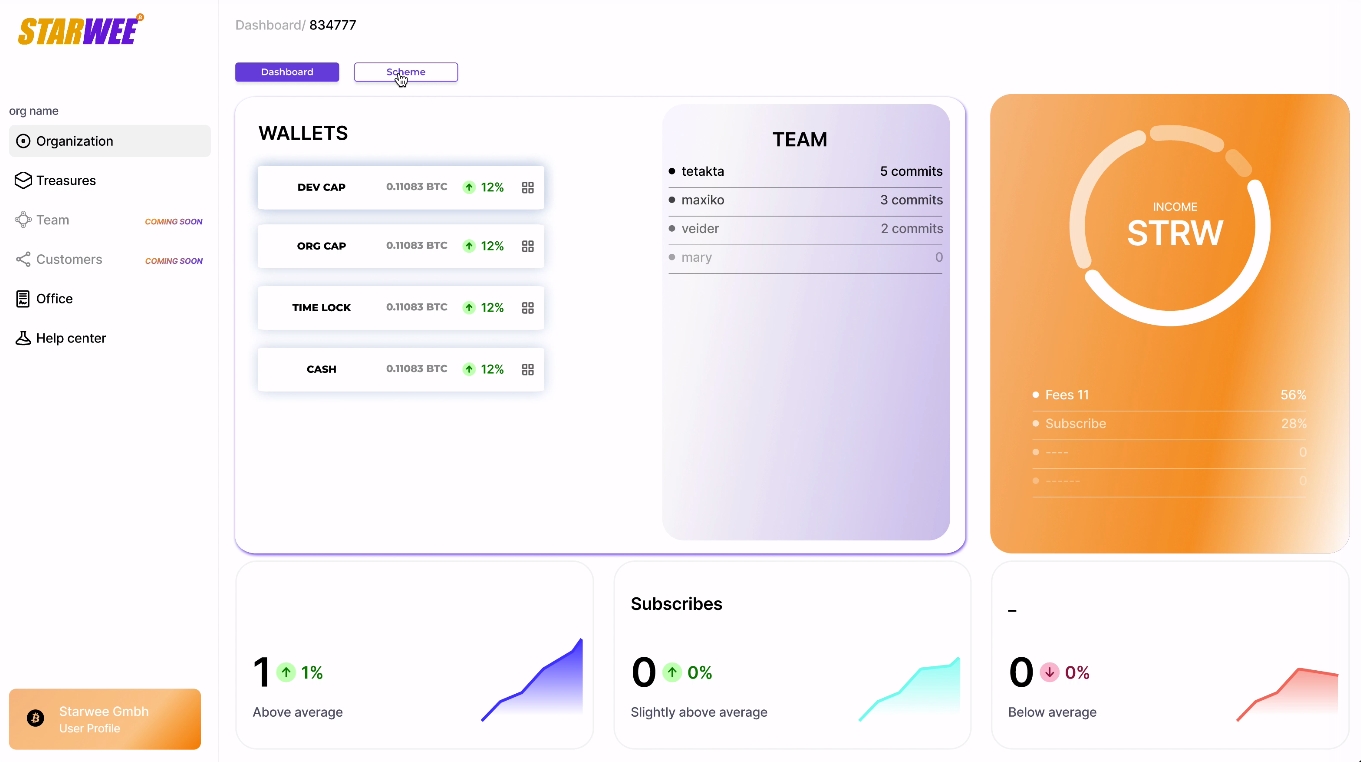 STARWEE
Dashboard/ 834777
Dashboard
Scheme
org name
Organization
Treasures
Team COMING SOON
Customers COMING SOON
Office
Help center
Starwee Gmbh
User Profile
WALLETS
DEV CAP 0.11083 BTC 12%
ORG CAP 0.11083 BTC 12%
TIME LOCK 0.11083 BTC 12%
CASH 0.11083 BTC 12%
TEAM
tetakta 5 commits
maxiko 3 commits
veider 2 commits
mary 0
INCOME
STRW
Fees 11 56%
Subscribe 28%
---- 0
------ 0
1 1%
Above average
Subscribes
0 0%
Slightly above average
–
0 0%
Below average